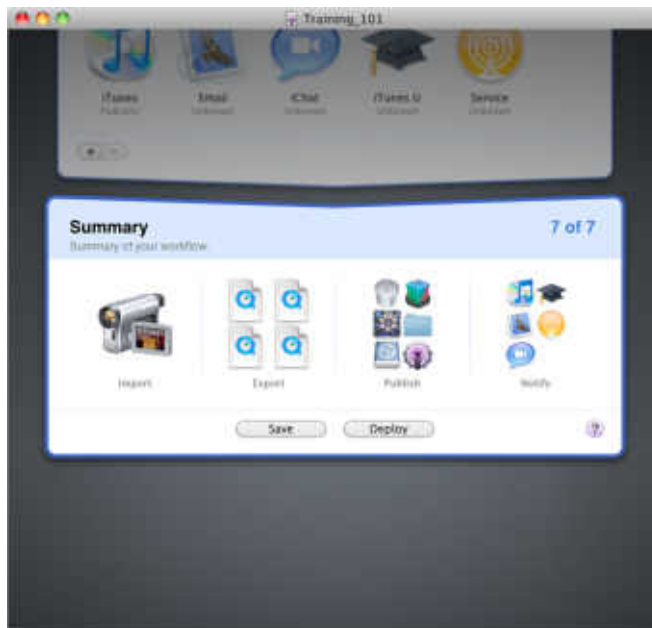 Training_101
iTunes Email iChat iTunes U Service
Publisher Unknown Unknown Unknown Unknown
Summary 7 of 7
Summary of your workflow.
Import Export Publish Notify
Save Deploy ?